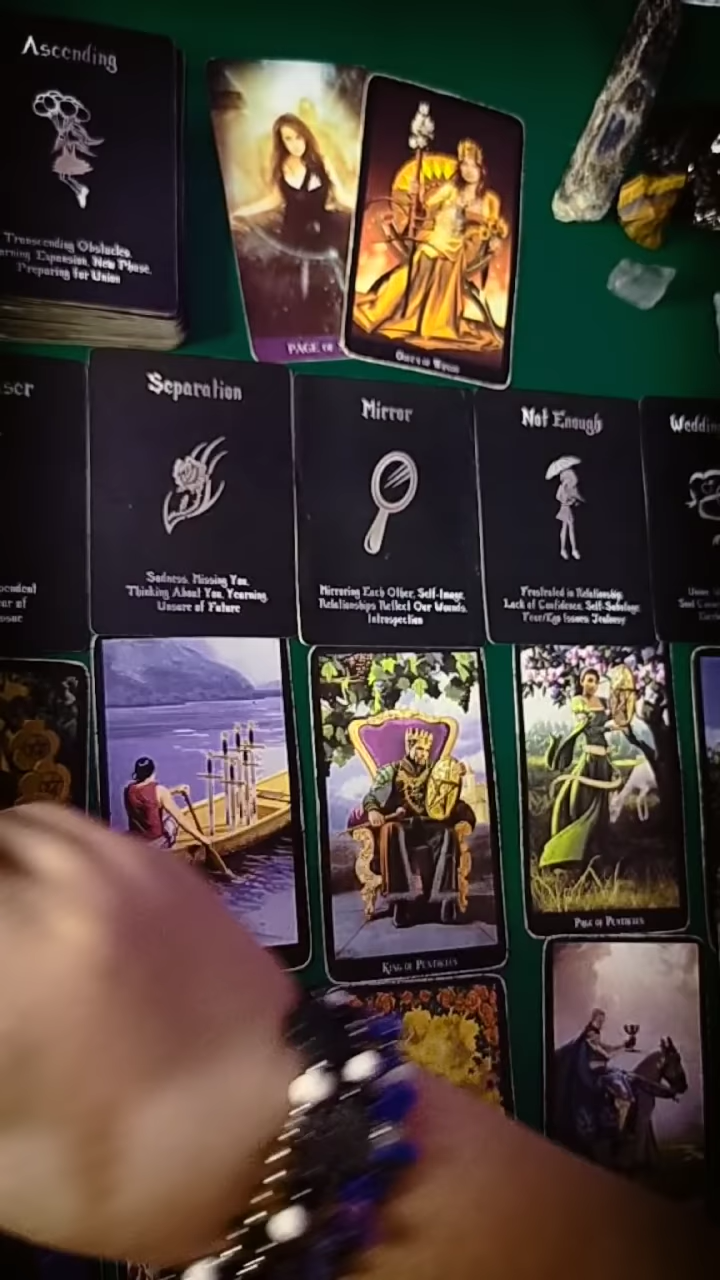 Ascending
Transcending Obstacles,
Expansion, New Phase,
Preparing for Union
PAGE OF
Queen of Wands
Separation
Sadness, Missing You,
Thinking About You, Yearning,
Unsure of Future
Mirror
Mirroring Each Other, Self-Image,
Relationships Reflect Our Wounds,
Introspection
Not Enough
Frustrated in Relationship,
Lack of Confidence, Self-Sabotage,
Fear/Ego Issues, Jealousy
King of Pentacles
Page of Pentacles